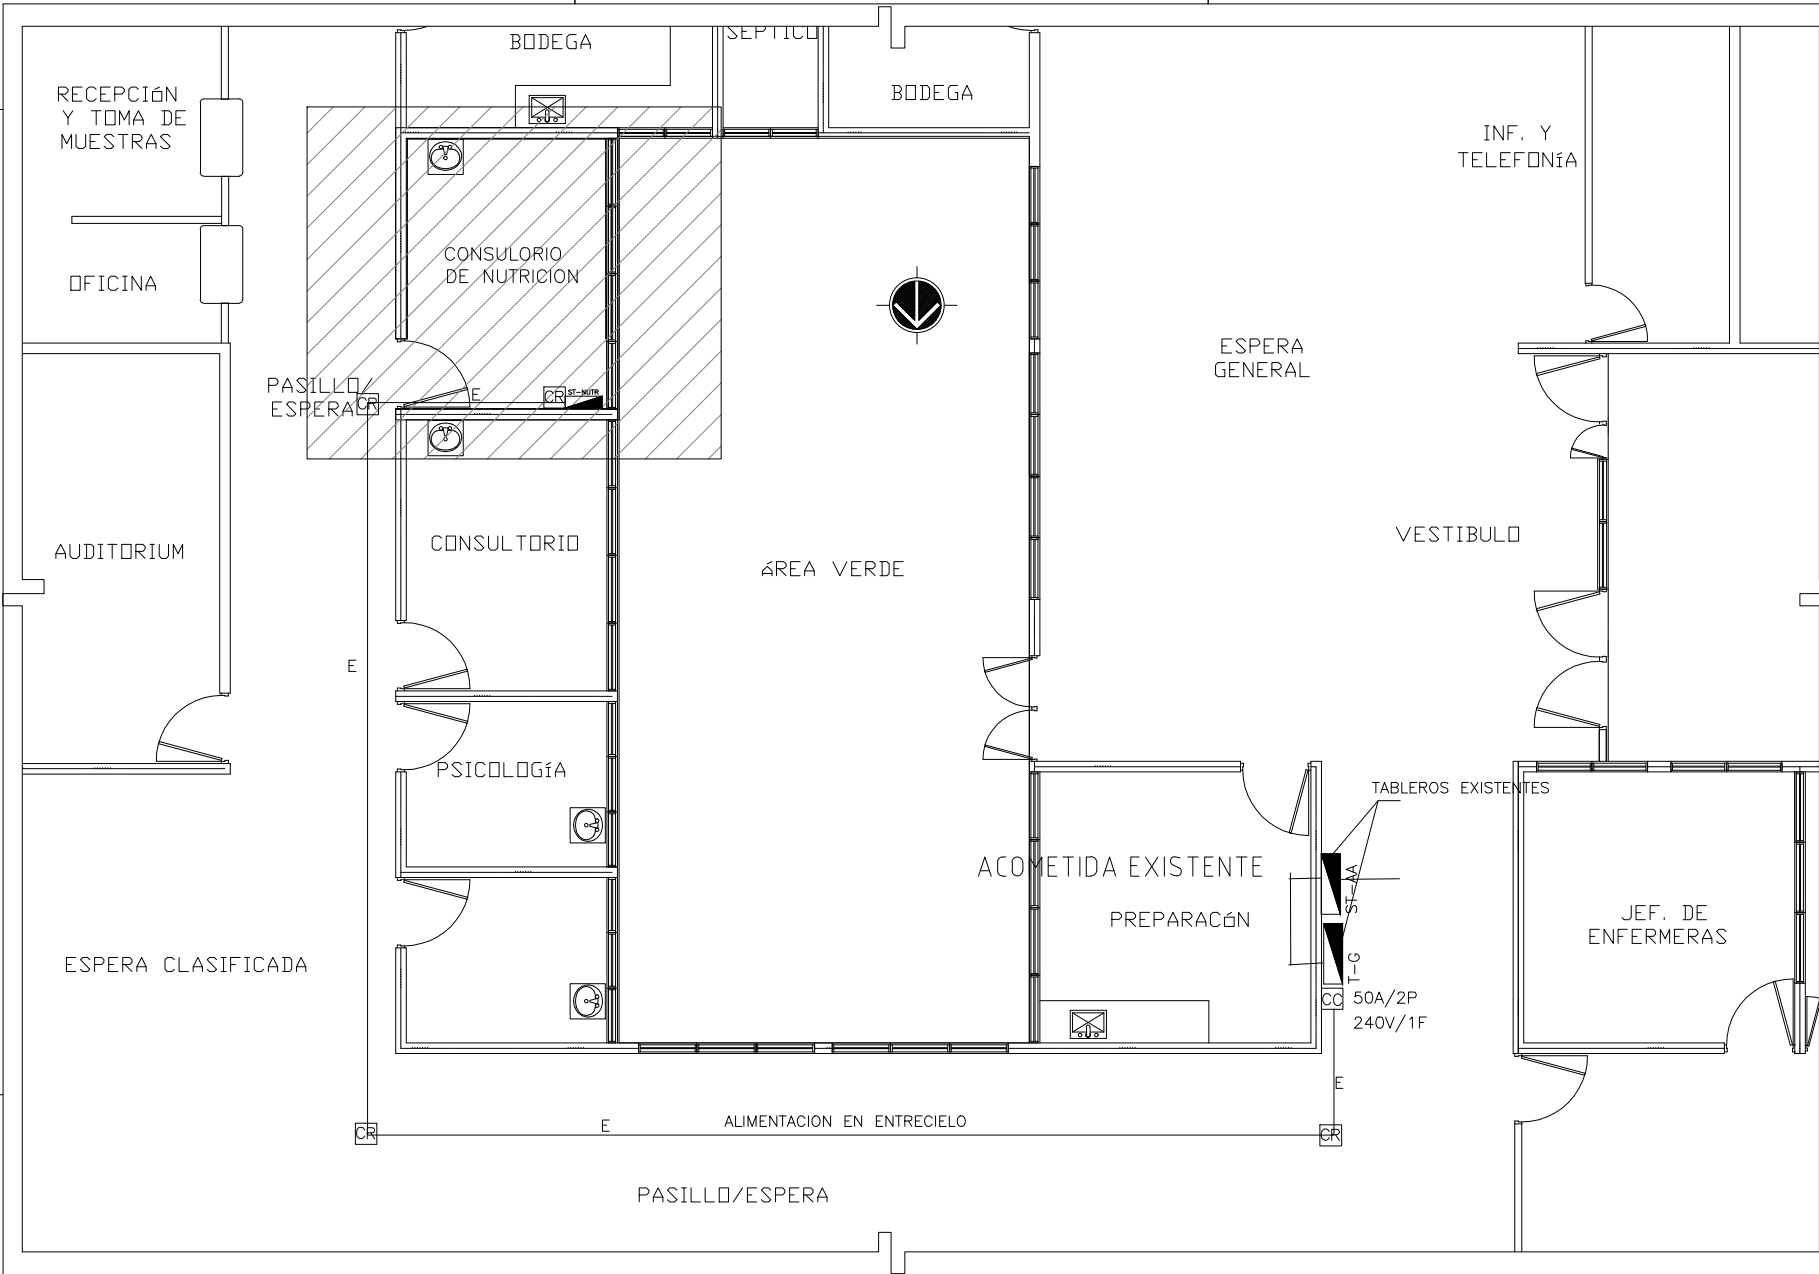 BODEGA
SEPTICO
BODEGA
RECEPCIóN
Y TOMA DE
MUESTRAS
INF. Y
TELEFONíA
CONSULORIO
DE NUTRICION
OFICINA
ESPERA
GENERAL
PASILLO/
ESPERA
CR
E
CR
ST-NUTR
VESTIBULO
CONSULTORIO
AUDITORIUM
áREA VERDE
E
PSICOLOGíA
TABLEROS EXISTENTES
ACOMETIDA EXISTENTE
ST-AA
PREPARACóN
JEF. DE
ENFERMERAS
ESPERA CLASIFICADA
T-G
CC
50A/2P
240V/1F
E
ALIMENTACION EN ENTRECIELO
E
CR
CR
PASILLO/ESPERA